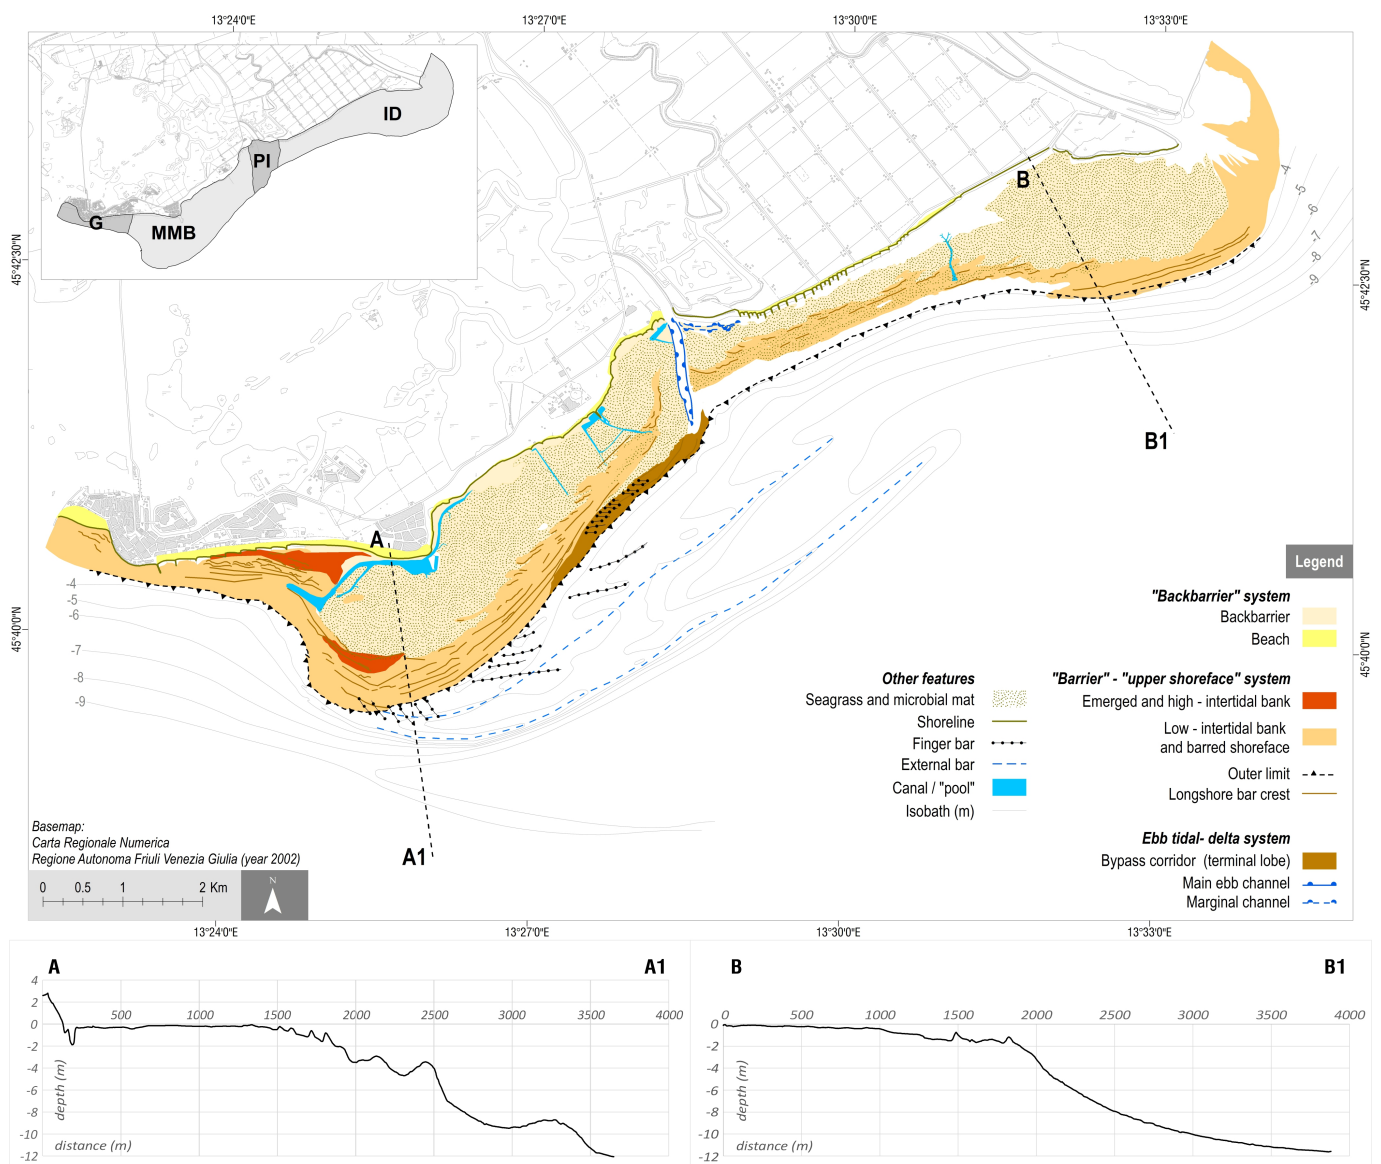 13°24'0"E 13°27'0"E 13°30'0"E 13°33'0"E
ID
PI
G
MMB
45°42'30"N
45°42'30"N
B
-4
-5
-6
-7
-8
-9
B1
A
-4
-5
-6
-7
-8
-9
45°40'0"N
45°40'0"N
A1
Legend
"Backbarrier" system
Backbarrier
Beach
Other features
Seagrass and microbial mat
Shoreline
Finger bar
External bar
Canal / "pool"
Isobath (m)
"Barrier" - "upper shoreface" system
Emerged and high - intertidal bank
Low - intertidal bank
and barred shoreface
Outer limit
Longshore bar crest
Ebb tidal- delta system
Bypass corridor (terminal lobe)
Main ebb channel
Marginal channel
Basemap:
Carta Regionale Numerica
Regione Autonoma Friuli Venezia Giulia (year 2002)
0 0.5 1 2 Km
N
13°24'0"E 13°27'0"E 13°30'0"E 13°33'0"E
A A1
4
2
0
-2
-4
-6
-8
-10
-12
500 1000 1500 2000 2500 3000 3500 4000
depth (m)
distance (m)
B B1
0 500 1000 1500 2000 2500 3000 3500 4000
0
-2
-4
-6
-8
-10
-12
depth (m)
distance (m)